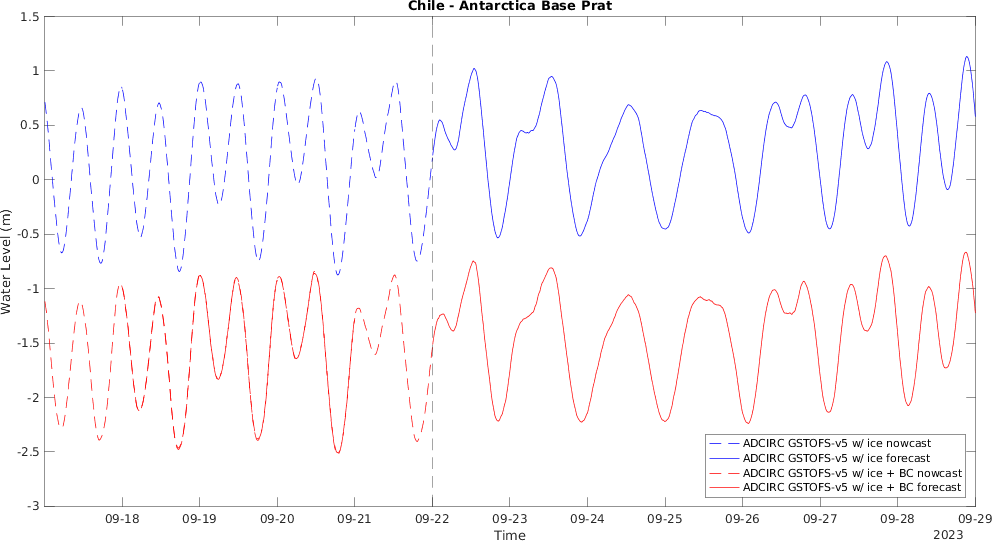 Chile - Antarctica Base Prat
1.5
1
0.5
0
-0.5
-1
-1.5
-2
-2.5
-3
Water Level (m)
ADCIRC GSTOFS-v5 w/ ice nowcast
ADCIRC GSTOFS-v5 w/ ice forecast
ADCIRC GSTOFS-v5 w/ ice + BC nowcast
ADCIRC GSTOFS-v5 w/ ice + BC forecast
09-18 09-19 09-20 09-21 09-22 09-23 09-24 09-25 09-26 09-27 09-28 09-29
Time
2023